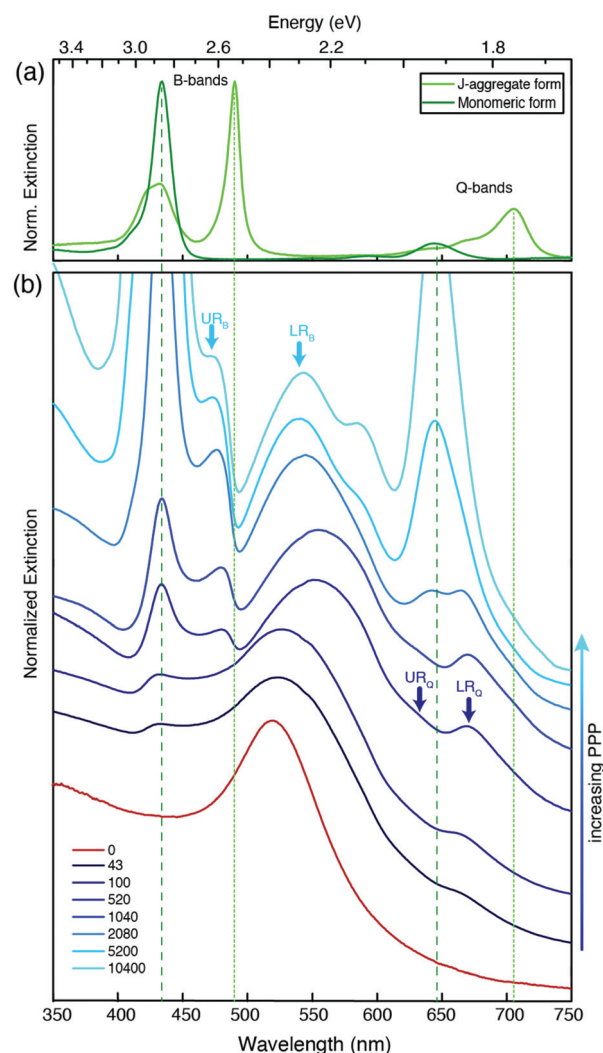 Energy (eV)
3.4 3.0 2.6 2.2 1.8
(a)
B-bands
J-aggregate form
Monomeric form
Q-bands
Norm. Extinction
(b)
UR_B
LR_B
UR_Q
LR_Q
Normalized Extinction
increasing PPP
0
43
100
520
1040
2080
5200
10400
350 400 450 500 550 600 650 700 750
Wavelength (nm)